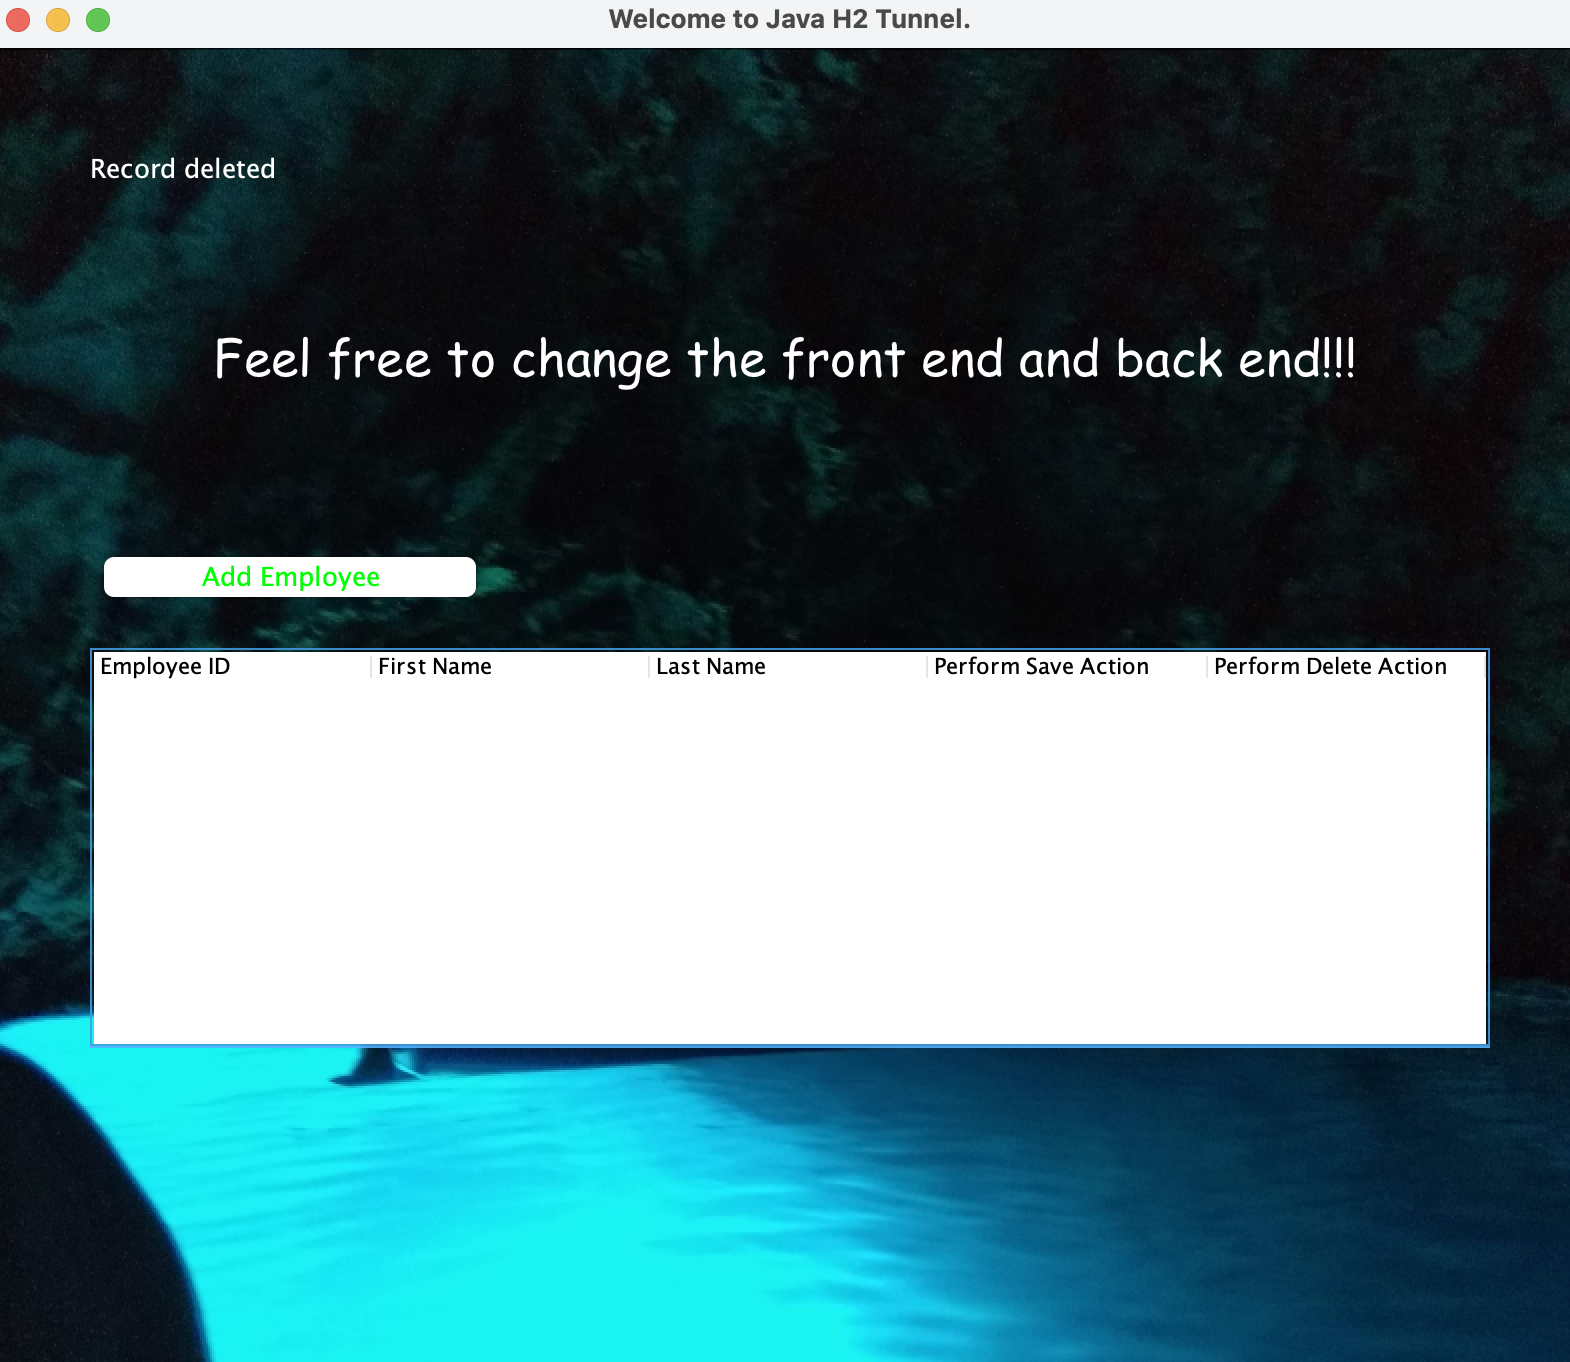 Welcome to Java H2 Tunnel.
Record deleted
Feel free to change the front end and back end!!!
Add Employee
Employee ID First Name Last Name Perform Save Action Perform Delete Action